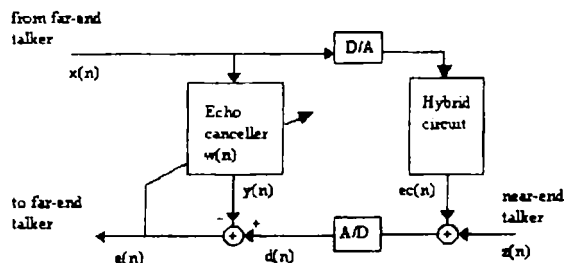 from far-end
talker
D/A
x(n)
Echo
canceller
w(n)
Hybrid
circuit
y(n)
ec(n)
near-end
talker
to far-end
talker
-
+
+
+
A/D
e(n)
d(n)
z(n)